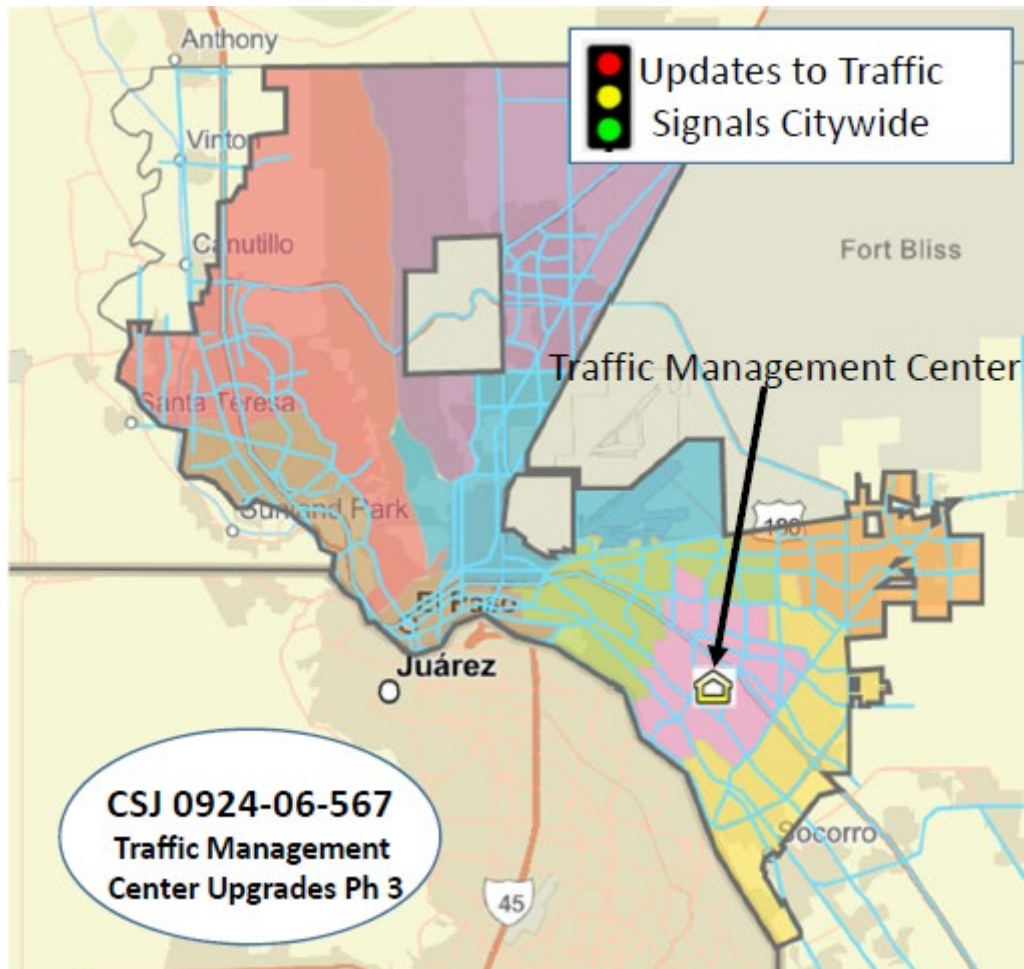 Anthony
Updates to Traffic
Signals Citywide
Vinton
Canutillo
Fort Bliss
Traffic Management Center
Santa Teresa
Sunland Park
180
El Paso
Juárez
CSJ 0924-06-567
Traffic Management
Center Upgrades Ph 3
Socorro
45